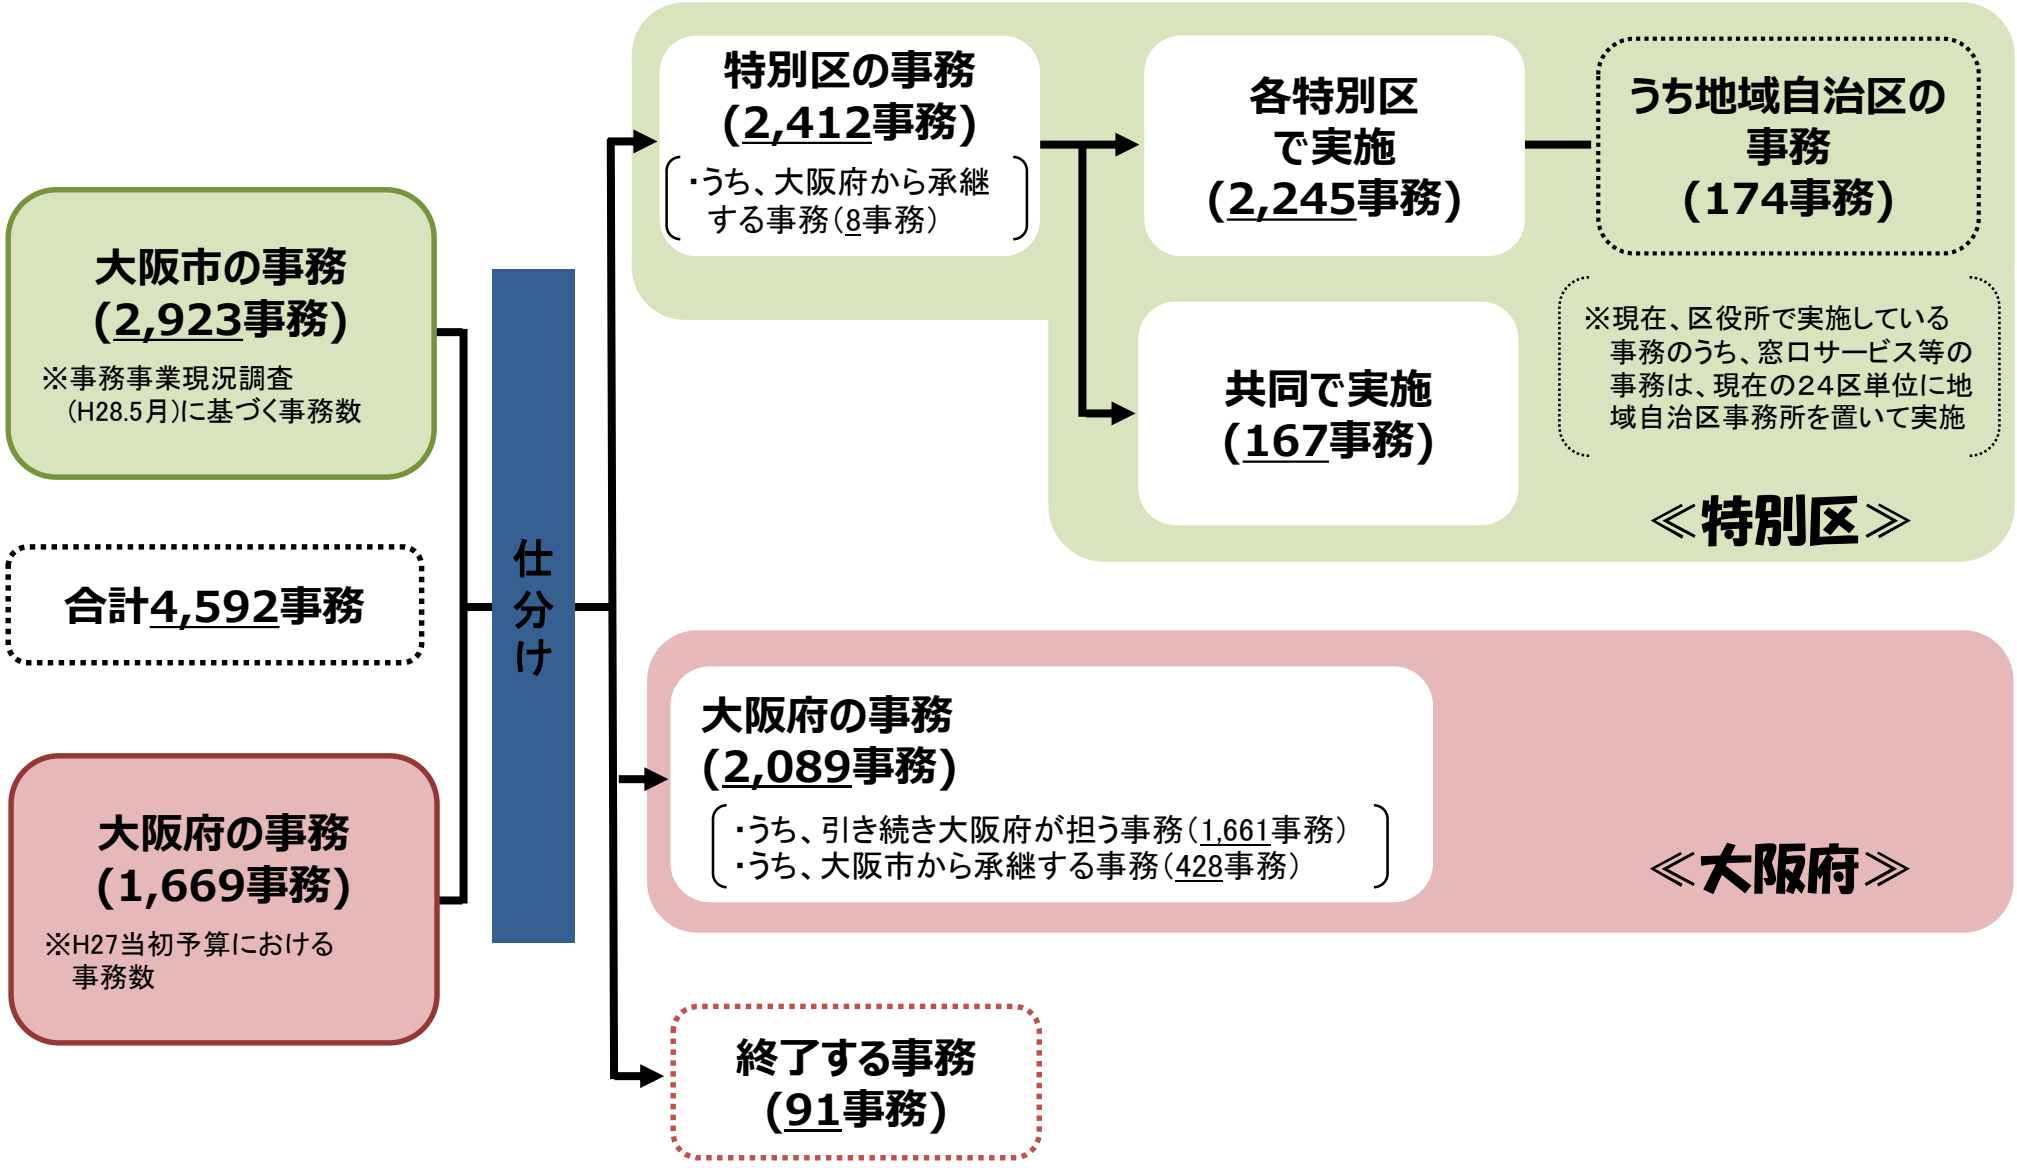 大阪市の事務
(2,923事務)
※事務事業現況調査
(H28.5月)に基づく事務数
合計4,592事務
大阪府の事務
(1,669事務)
※H27当初予算における
事務数
仕分け
特別区の事務
(2,412事務)
・うち、大阪府から承継
する事務(8事務)
各特別区
で実施
(2,245事務)
うち地域自治区の
事務
(174事務)
※現在、区役所で実施している
事務のうち、窓口サービス等の
事務は、現在の24区単位に地
域自治区事務所を置いて実施
共同で実施
(167事務)
≪特別区≫
大阪府の事務
(2,089事務)
・うち、引き続き大阪府が担う事務(1,661事務)
・うち、大阪市から承継する事務(428事務)
≪大阪府≫
終了する事務
(91事務)